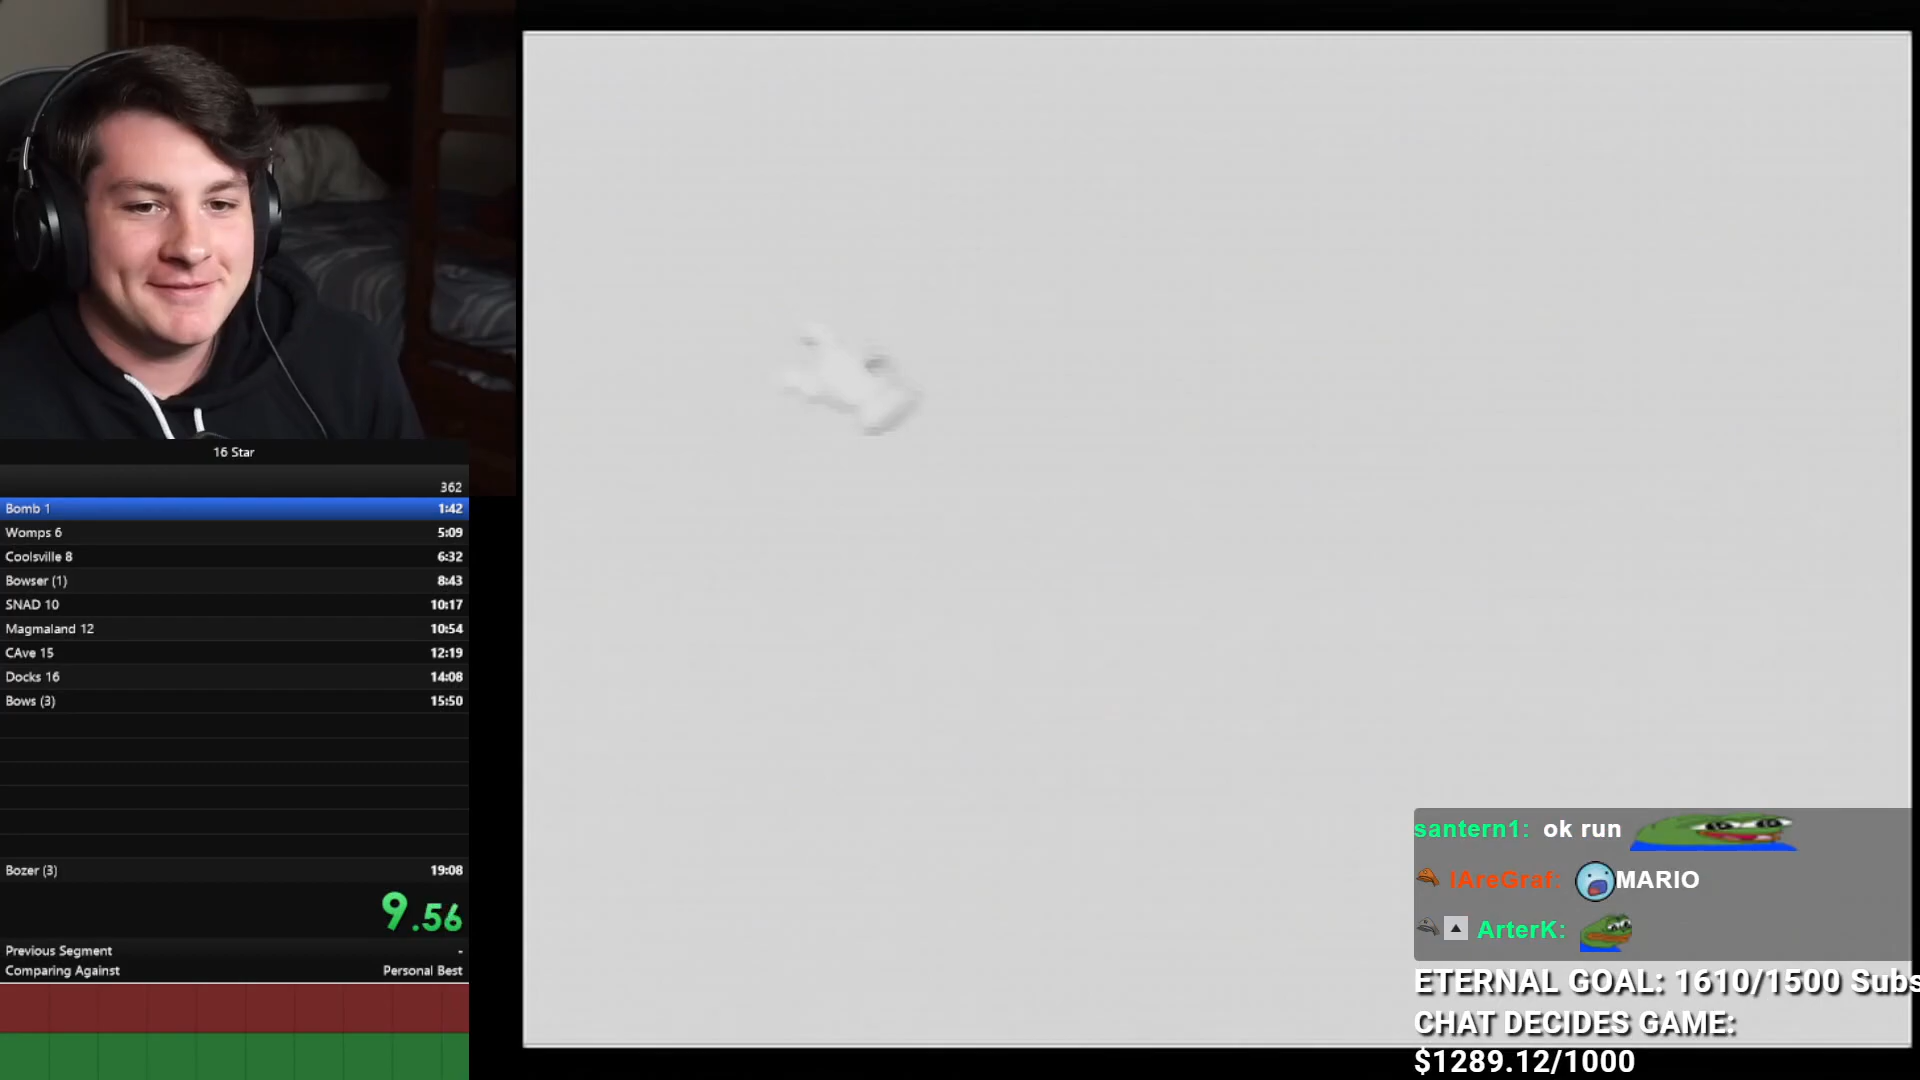 16 Star
362
Bomb 1 1:42
Womps 6 5:09
Coolsville 8 6:32
Bowser (1) 8:43
SNAD 10 10:17
Magmaland 12 10:54
CAve 15 12:19
Docks 16 14:08
Bows (3) 15:50
Bozer (3) 19:08
9.56
Previous Segment -
Comparing Against Personal Best
santern1: ok run
IAreGraf: MARIO
ArterK:
ETERNAL GOAL: 1610/1500 Subs
CHAT DECIDES GAME:
$1289.12/1000